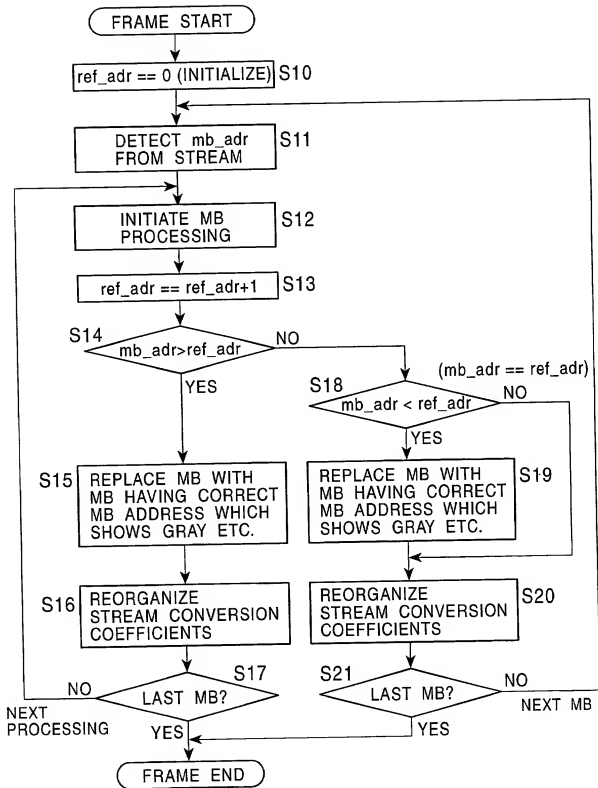 FRAME START
ref_adr == 0 (INITIALIZE) S10
DETECT mb_adr
FROM STREAM
S11
INITIATE MB
PROCESSING
S12
ref_adr == ref_adr+1 S13
S14
mb_adr>ref_adr
NO
YES
S18
(mb_adr == ref_adr)
mb_adr < ref_adr
NO
YES
S15
REPLACE MB WITH
MB HAVING CORRECT
MB ADDRESS WHICH
SHOWS GRAY ETC.
REPLACE MB WITH
MB HAVING CORRECT
MB ADDRESS WHICH
SHOWS GRAY ETC.
S19
S16
REORGANIZE
STREAM CONVERSION
COEFFICIENTS
REORGANIZE
STREAM CONVERSION
COEFFICIENTS
S20
S17
LAST MB?
NO
NEXT
PROCESSING
YES
S21
LAST MB?
NO
NEXT MB
YES
FRAME END